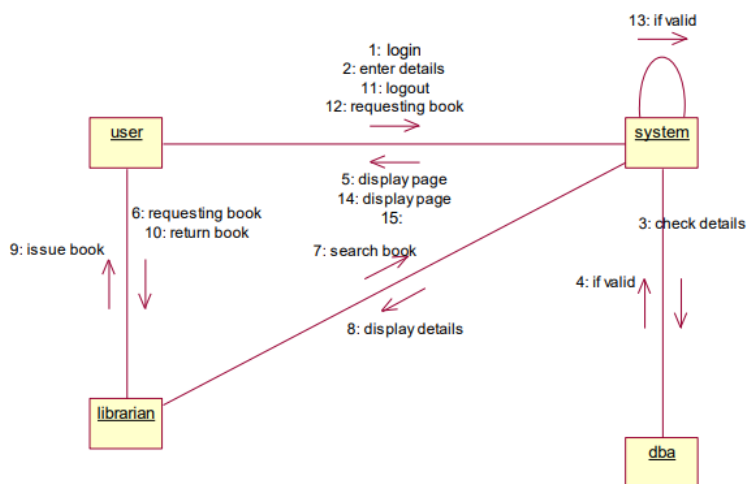 13: if valid
1: login
2: enter details
11: logout
12: requesting book
user
system
5: display page
14: display page
15:
6: requesting book
10: return book
9: issue book
3: check details
7: search book
4: if valid
8: display details
librarian
dba